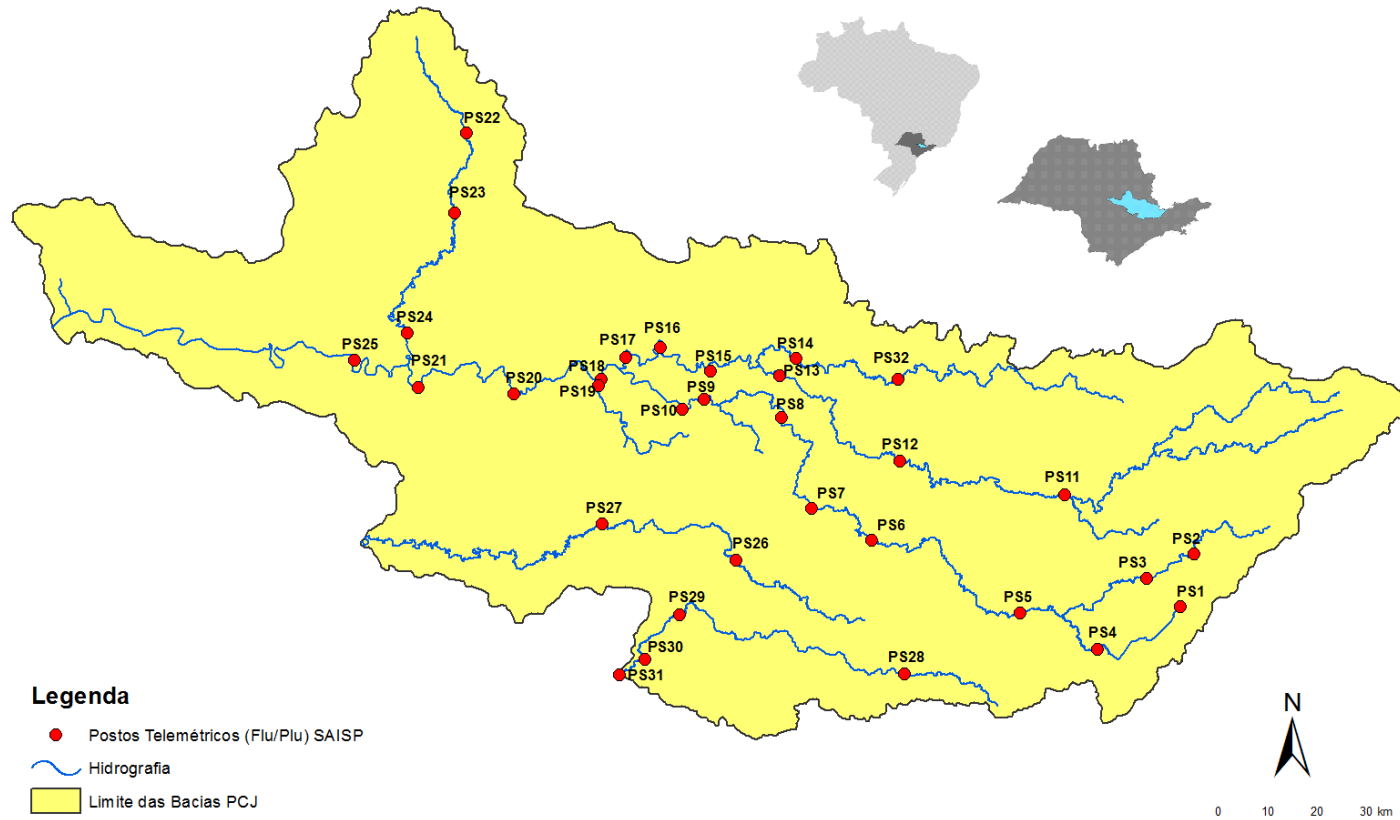 PS22
PS23
PS24
PS25
PS21
PS20
PS17
PS16
PS18
PS19
PS15
PS14
PS13
PS32
PS9
PS10
PS8
PS12
PS11
PS7
PS6
PS27
PS26
PS2
PS3
PS1
PS5
PS4
PS29
PS30
PS31
PS28
Legenda
Postos Telemétricos (Flu/Plu) SAISP
Hidrografia
Limite das Bacias PCJ
N
0 10 20 30 km